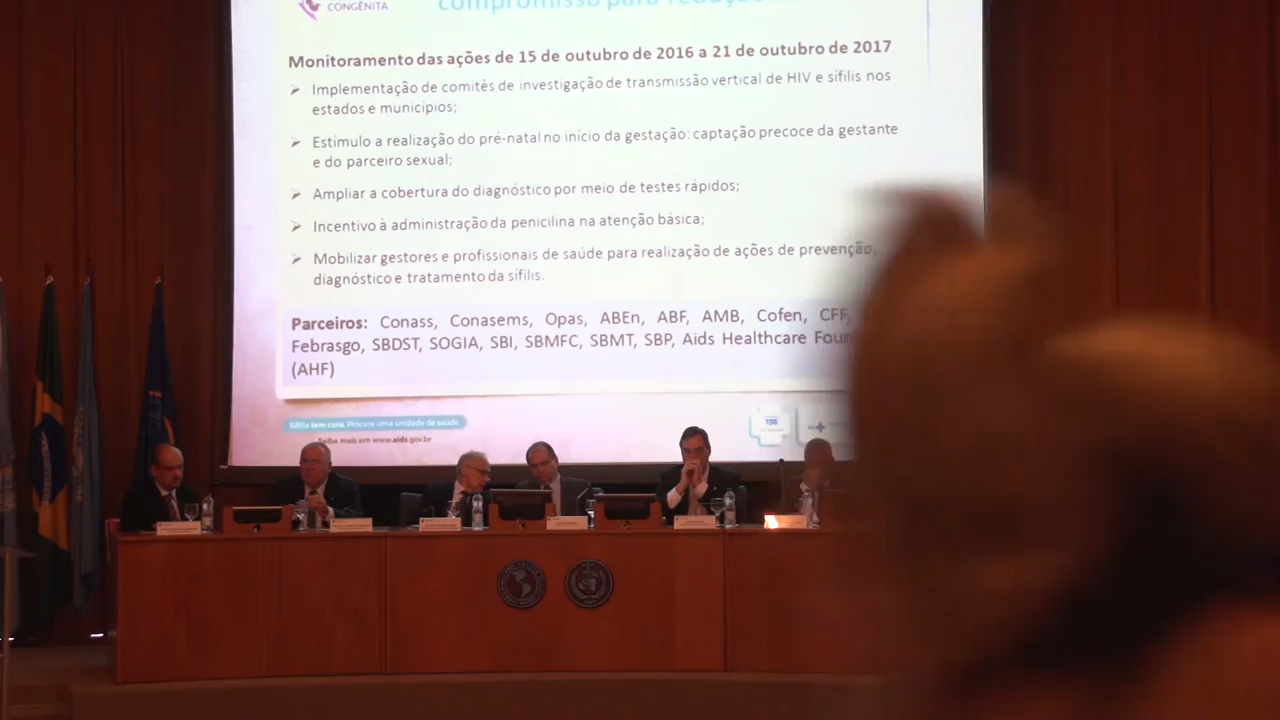 CONGÊNITA
compromisso para redução
Monitoramento das ações de 15 de outubro de 2016 a 21 de outubro de 2017
Implementação de comitês de investigação de transmissão vertical de HIV e sífilis nos
estados e municípios;
Estímulo a realização do pré-natal no início da gestação: captação precoce da gestante
e do parceiro sexual;
Ampliar a cobertura do diagnóstico por meio de testes rápidos;
Incentivo à administração da penicilina na atenção básica;
Mobilizar gestores e profissionais de saúde para realização de ações de prevenção,
diagnóstico e tratamento da sífilis.
Parceiros: Conass, Conasems, Opas, ABEn, ABF, AMB, Cofen, CFF,
Febrasgo, SBDST, SOGIA, SBI, SBMFC, SBMT, SBP, Aids Healthcare
(AHF)
Sífilis tem cura. Procure uma unidade de saúde.
Saiba mais em www.aids.gov.br
136